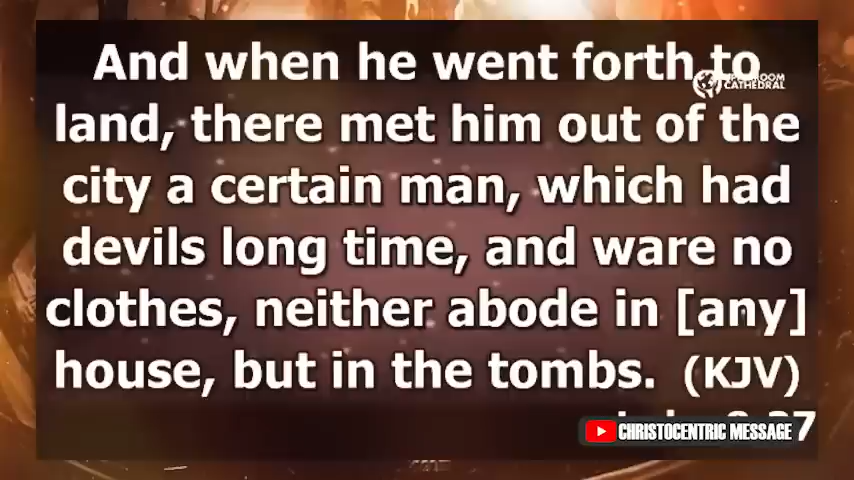 And when he went forth to
land, there met him out of the
city a certain man, which had
devils long time, and ware no
clothes, neither abode in [any]
house, but in the tombs. (KJV)
CATHEDRAL
CHRISTOCENTRIC MESSAGE